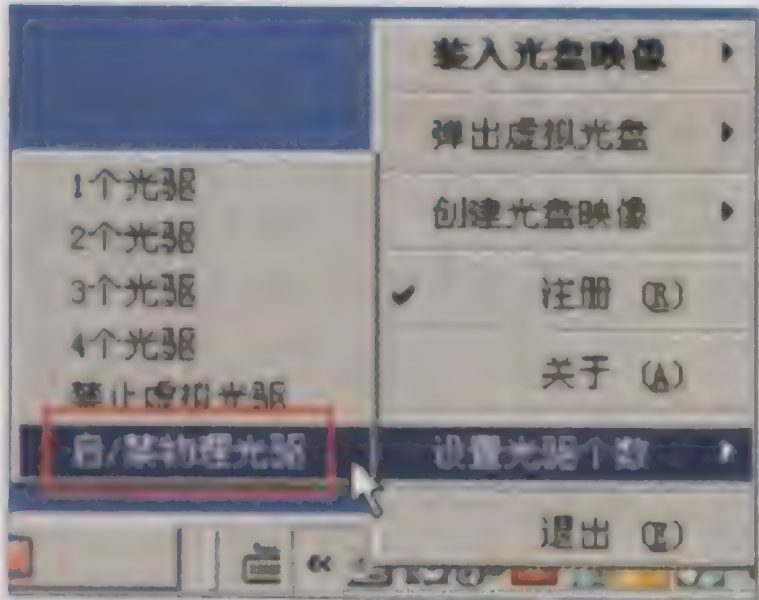 装入光盘映像
弹出虚拟光盘
创建光盘映像
注册 (R)
关于 (A)
设置光驱个数
退出 (E)
1个光驱
2个光驱
3个光驱
4个光驱
禁止虚拟光驱
启/禁物理光驱
«